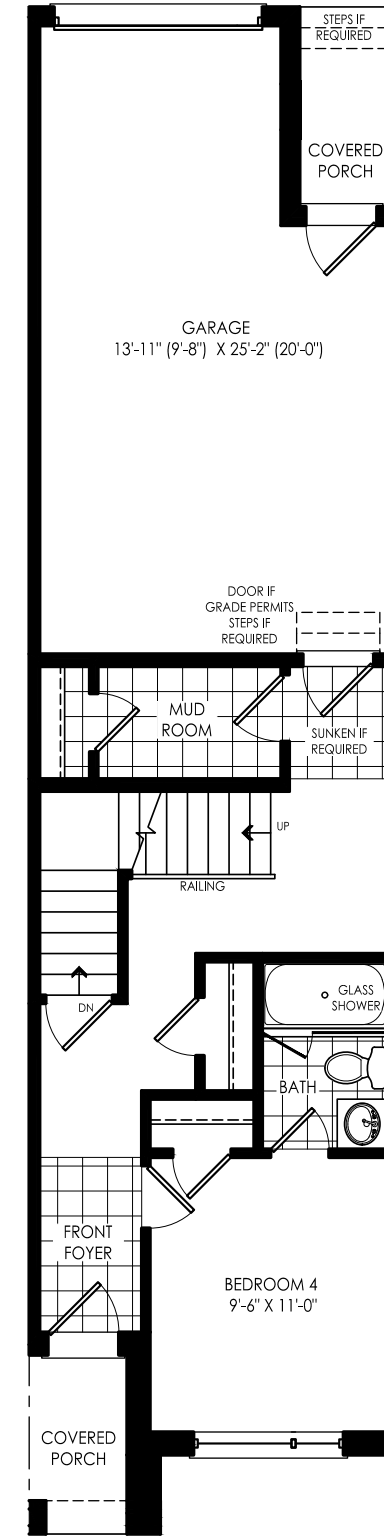 STEPS IF
REQUIRED
COVERED
PORCH
GARAGE
13'-11" (9'-8") X 25'-2" (20'-0")
DOOR IF
GRADE PERMITS
STEPS IF
REQUIRED
MUD
ROOM
SUNKEN IF
REQUIRED
UP
RAILING
DN
GLASS
SHOWER
BATH
FRONT
FOYER
BEDROOM 4
9'-6" X 11'-0"
COVERED
PORCH